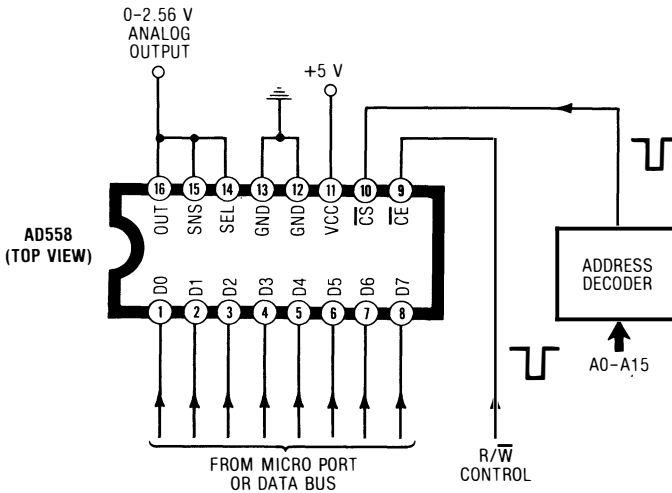 0-2.56 V
ANALOG
OUTPUT
+5 V
16 15 14 13 12 11 10 9
OUT SNS SEL GND GND VCC C̅S̅ C̅E̅
AD558
(TOP VIEW)
D0 D1 D2 D3 D4 D5 D6 D7
1 2 3 4 5 6 7 8
ADDRESS
DECODER
A0-A15
FROM MICRO PORT
OR DATA BUS
R/W̅
CONTROL